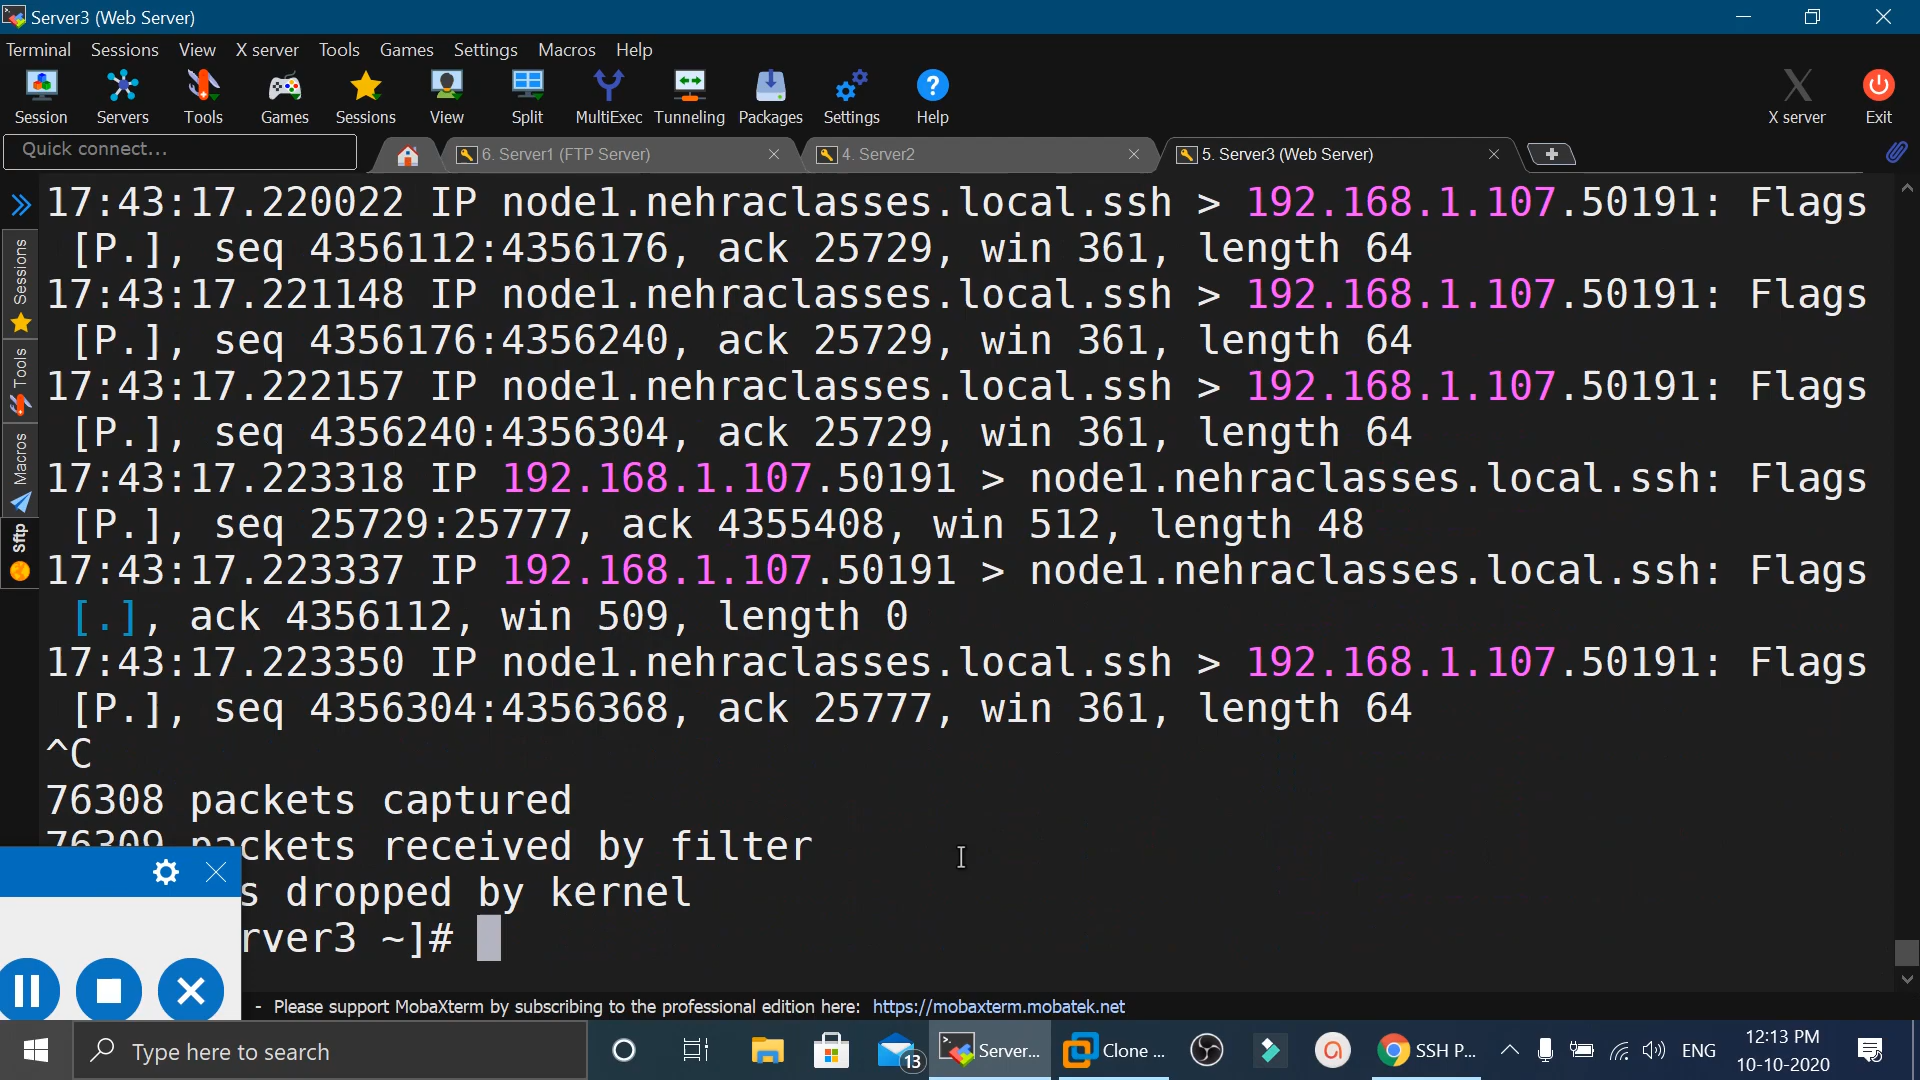 Server3 (Web Server)
Terminal Sessions View X server Tools Games Settings Macros Help
Session Servers Tools Games Sessions View Split MultiExec Tunneling Packages Settings Help X server Exit
Quick connect... 6. Server1 (FTP Server) 4. Server2 5. Server3 (Web Server)
Sessions
Tools
Macros
Sftp
17:43:17.220022 IP node1.nehraclasses.local.ssh > 192.168.1.107.50191: Flags
[P.], seq 4356112:4356176, ack 25729, win 361, length 64
17:43:17.221148 IP node1.nehraclasses.local.ssh > 192.168.1.107.50191: Flags
[P.], seq 4356176:4356240, ack 25729, win 361, length 64
17:43:17.222157 IP node1.nehraclasses.local.ssh > 192.168.1.107.50191: Flags
[P.], seq 4356240:4356304, ack 25729, win 361, length 64
17:43:17.223318 IP 192.168.1.107.50191 > node1.nehraclasses.local.ssh: Flags
[P.], seq 25729:25777, ack 4355408, win 512, length 48
17:43:17.223337 IP 192.168.1.107.50191 > node1.nehraclasses.local.ssh: Flags
[.], ack 4356112, win 509, length 0
17:43:17.223350 IP node1.nehraclasses.local.ssh > 192.168.1.107.50191: Flags
[P.], seq 4356304:4356368, ack 25777, win 361, length 64
^C
76308 packets captured
76309 packets received by filter
s dropped by kernel
rver3 ~]#
- Please support MobaXterm by subscribing to the professional edition here: https://mobaxterm.mobatek.net
Type here to search 13 Server... Clone ... SSH P... ENG 12:13 PM
10-10-2020